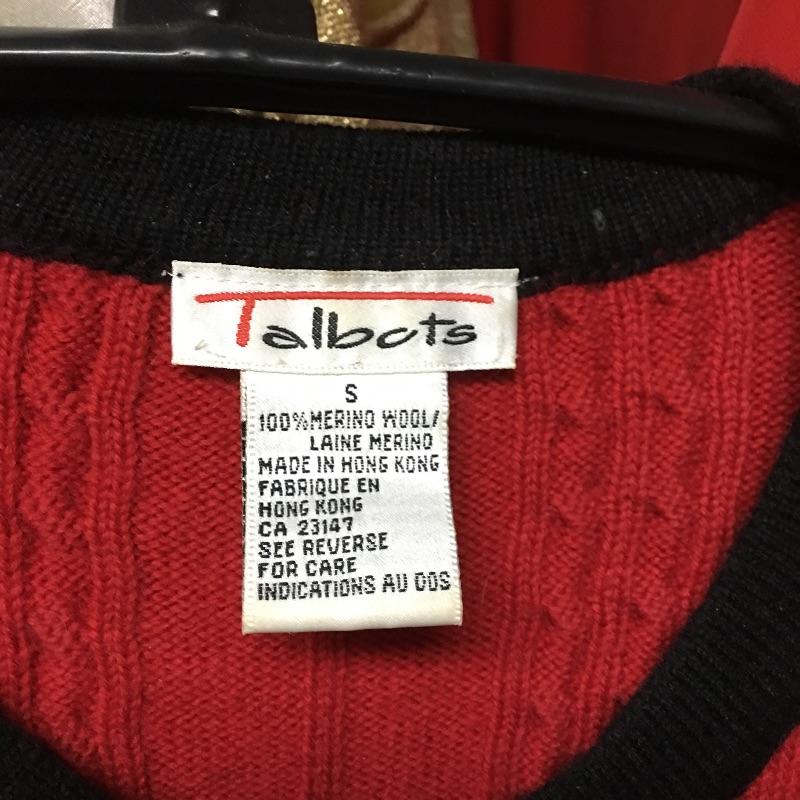 Talbots
S
100%MERINO WOOL/
LAINE MERINO
MADE IN HONG KONG
FABRIQUE EN
HONG KONG
CA 23147
SEE REVERSE
FOR CARE
INDICATIONS AU DOS